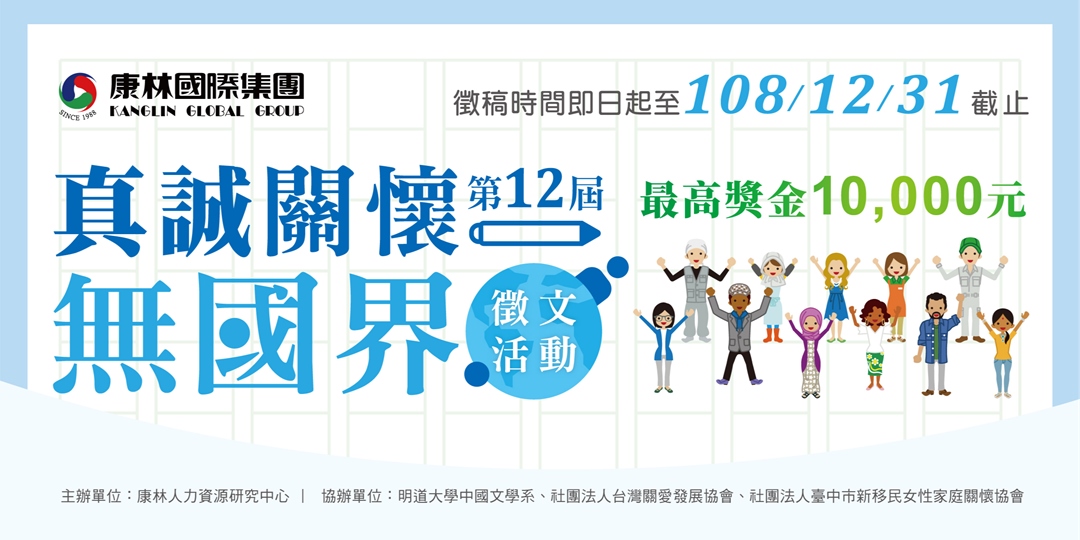 康林國際集團
KANGLIN GLOBAL GROUP
SINCE 1988
徵稿時間即日起至108/12/31截止
真誠關懷
第12屆
無國界
徵文
活動
最高獎金10,000元
主辦單位：康林人力資源研究中心 | 協辦單位：明道大學中國文學系、社團法人台灣關愛發展協會、社團法人臺中市新移民女性家庭關懷協會